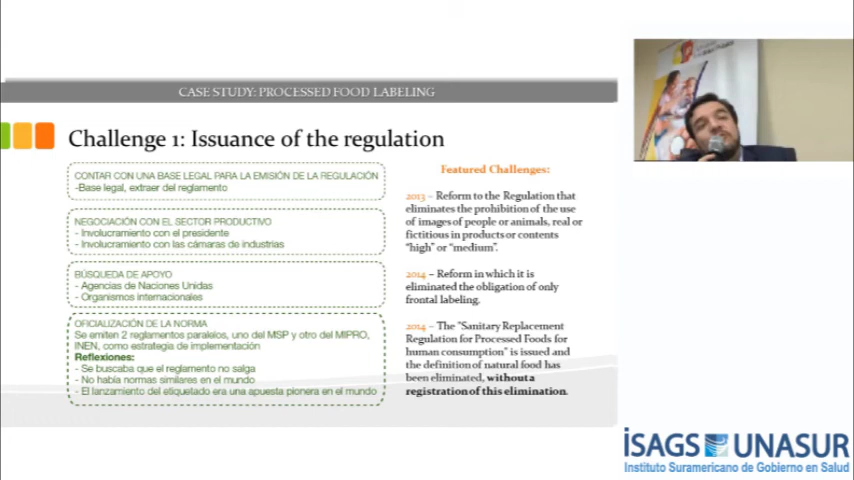 CASE STUDY: PROCESSED FOOD LABELING
Challenge 1: Issuance of the regulation
CONTAR CON UNA BASE LEGAL PARA LA EMISIÓN DE LA REGULACIÓN
-Base legal, extraer del reglamento
NEGOCIACIÓN CON EL SECTOR PRODUCTIVO
- Involucramiento con el presidente
- Involucramiento con las cámaras de industrias
BÚSQUEDA DE APOYO
- Agencias de Naciones Unidas
- Organismos internacionales
OFICIALIZACIÓN DE LA NORMA
Se emiten 2 reglamentos paralelos, uno del MSP y otro del MIPRO,
INEN, como estrategia de implementación
Reflexiones:
- Se buscaba que el reglamento no salga
- No había normas similares en el mundo
- El lanzamiento del etiquetado era una apuesta pionera en el mundo
Featured Challenges:
2013 – Reform to the Regulation that
eliminates the prohibition of the use
of images of people or animals, real or
fictitious in products or contents
"high" or "medium".
2014 – Reform in which it is
eliminated the obligation of only
frontal labeling.
2014 – The "Sanitary Replacement
Regulation for Processed Foods for
human consumption" is issued and
the definition of natural food has
been eliminated, without a
registration of this elimination.
iSAGS UNASUR
Instituto Suramericano de Gobierno en Salud